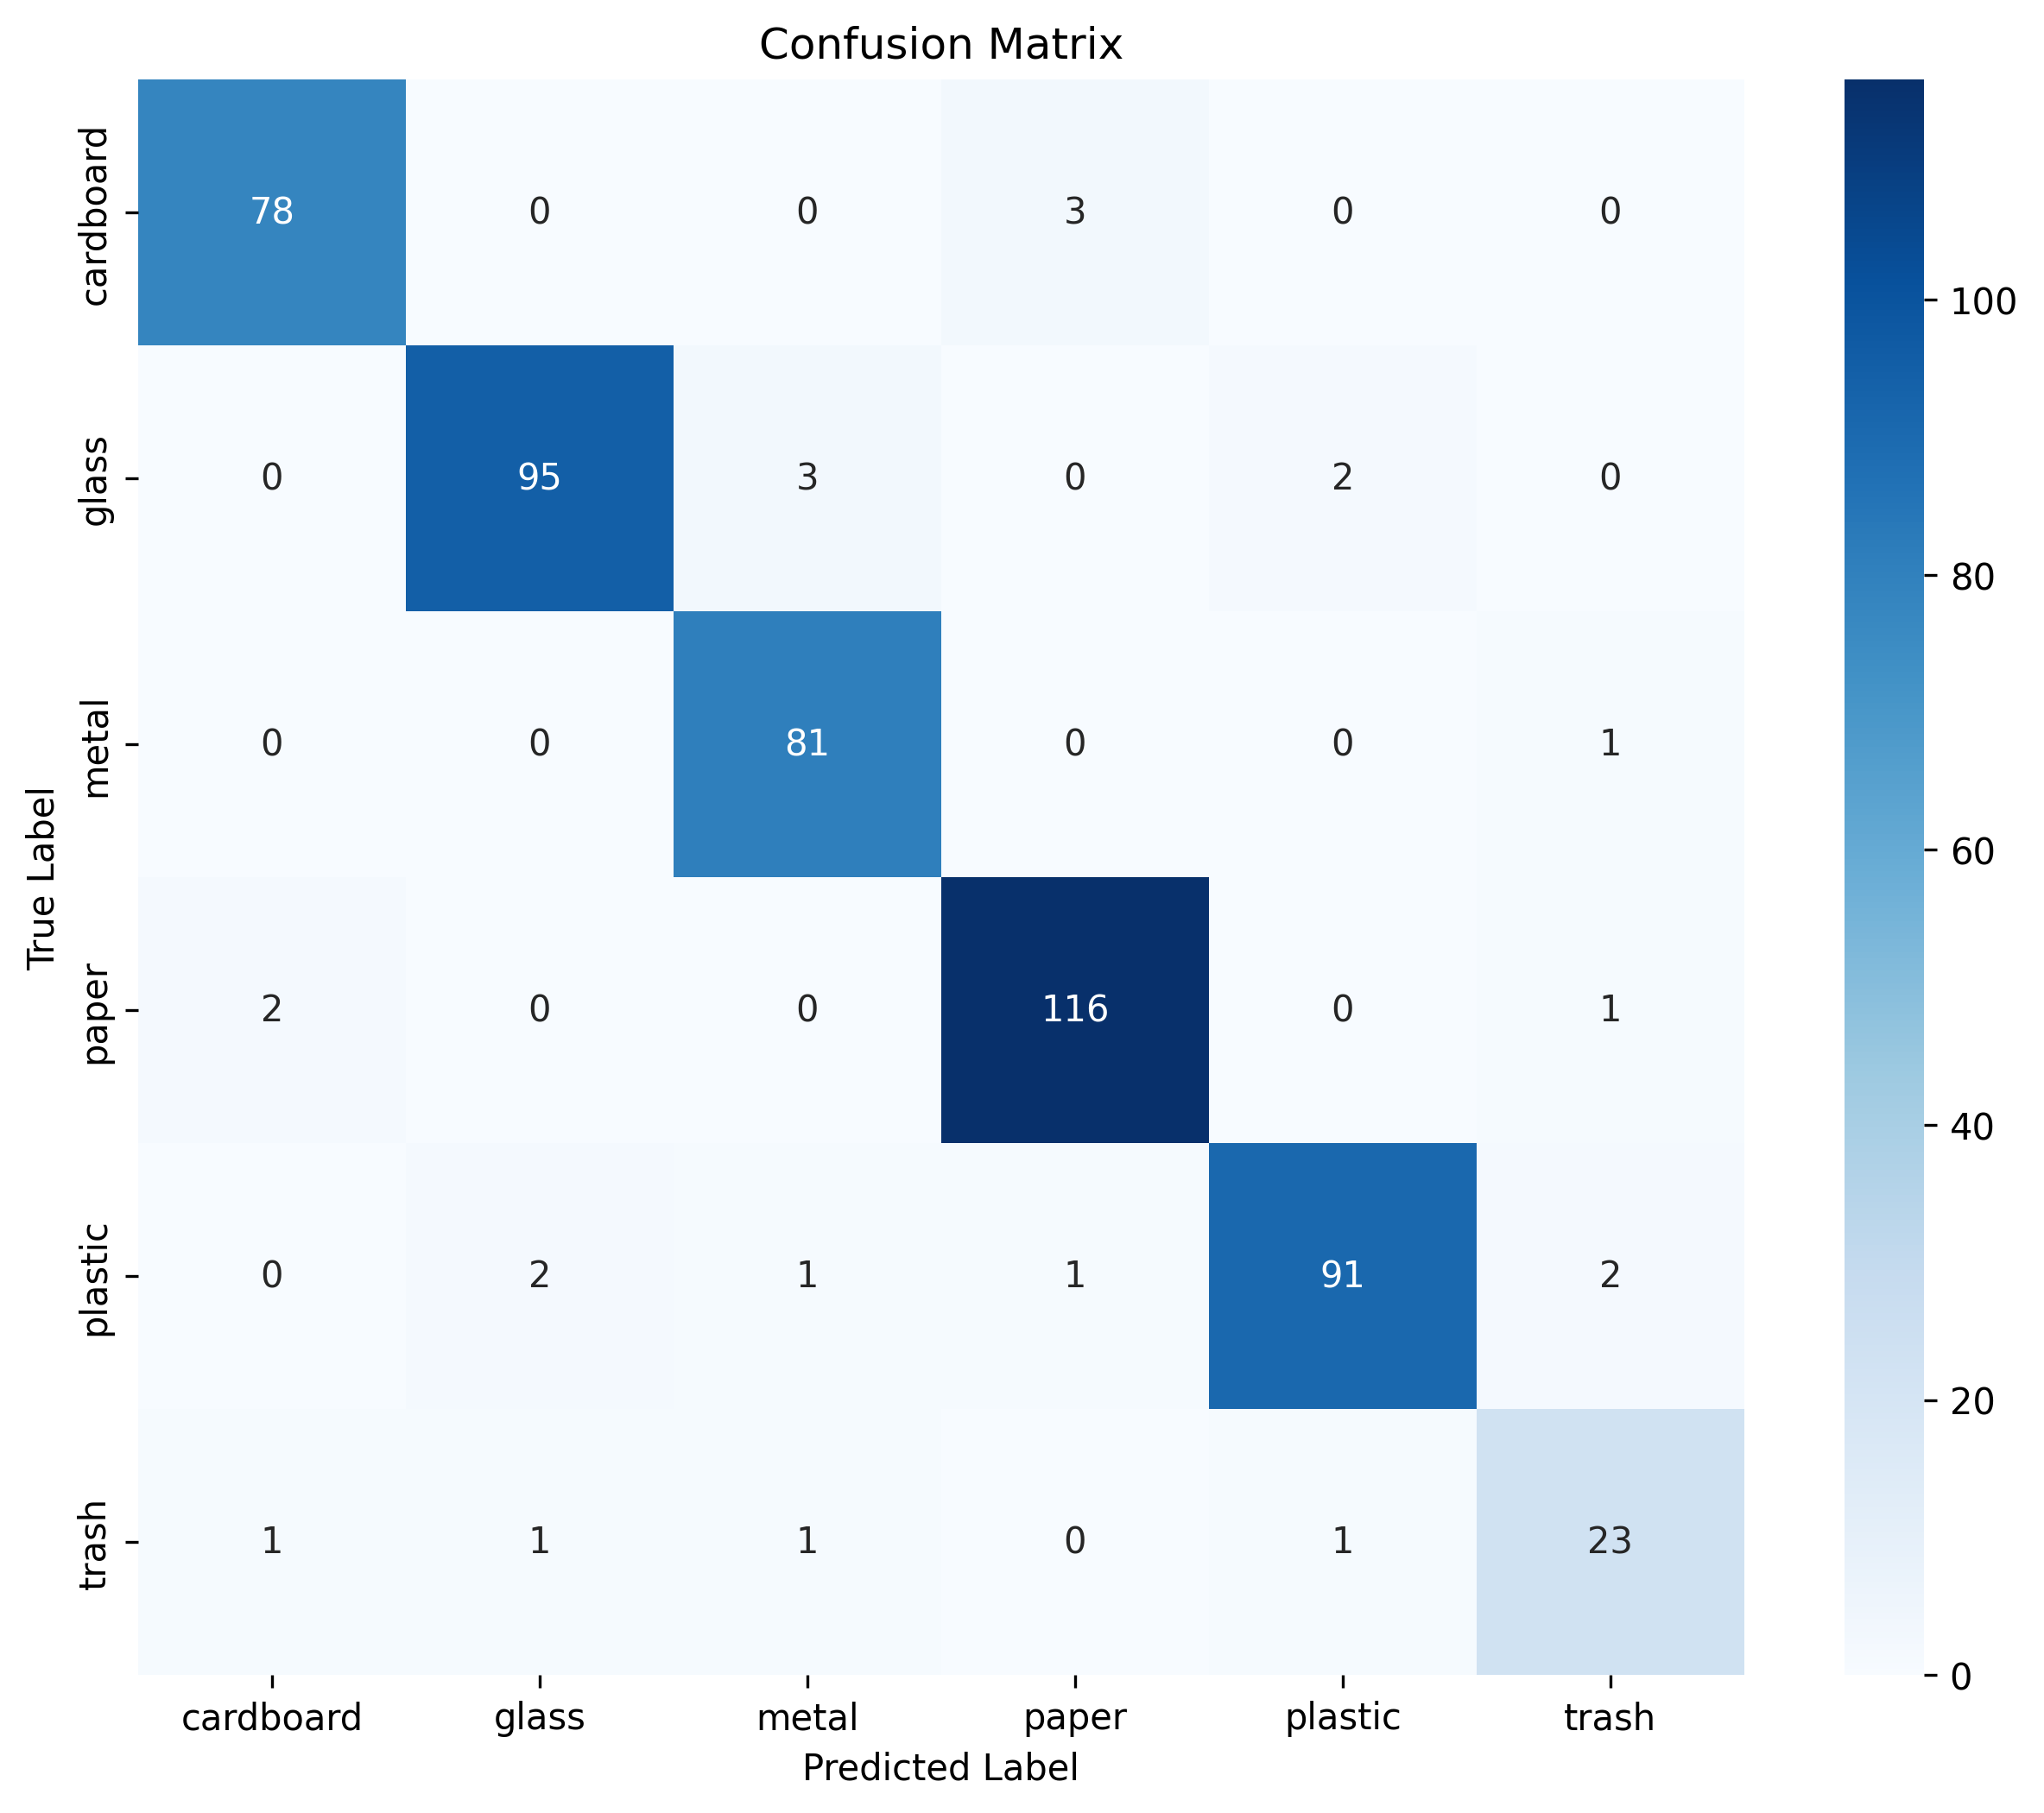 Confusion Matrix
True Label
cardboard 78 0 0 3 0 0
glass 0 95 3 0 2 0
metal 0 0 81 0 0 1
paper 2 0 0 116 0 1
plastic 0 2 1 1 91 2
trash 1 1 1 0 1 23
cardboard glass metal paper plastic trash
Predicted Label
100
80
60
40
20
0